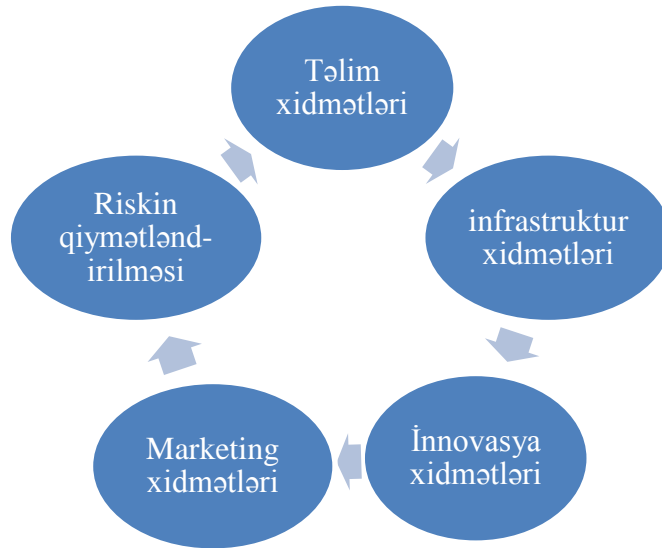 Təlim
xidmətləri
infrastruktur
xidmətləri
İnnovasya
xidmətləri
Marketing
xidmətləri
Riskin
qiymətlənd-
irilməsi